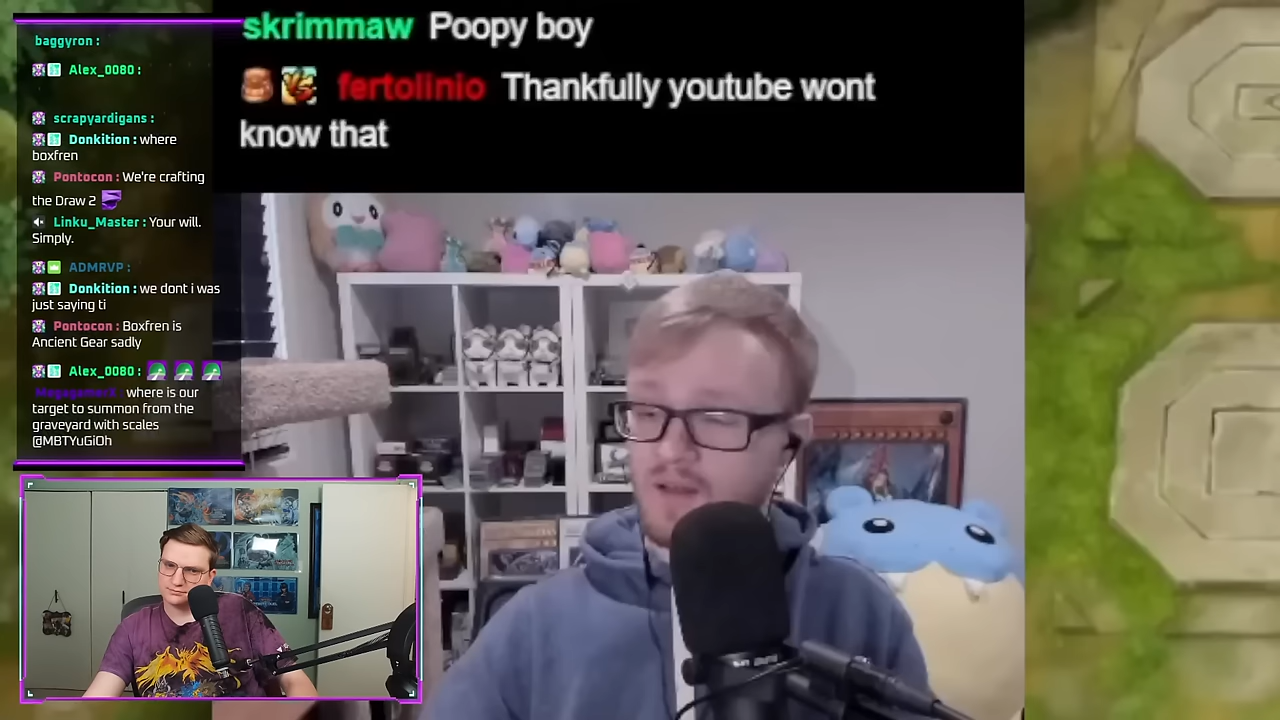 skrimmaw Poopy boy
fertolinio Thankfully youtube wont
know that
baggyron :
Alex_0080 :
scrapyardigans :
Donkition : where
boxfren
Pontocon : We're crafting
the Draw 2
Linku_Master : Your will.
Simply.
ADMRVP :
Donkition : we dont i was
just saying ti
Pontocon : Boxfren is
Ancient Gear sadly
Alex_0080 :
where is our
target to summon from the
graveyard with scales
@MBTYuGiOh